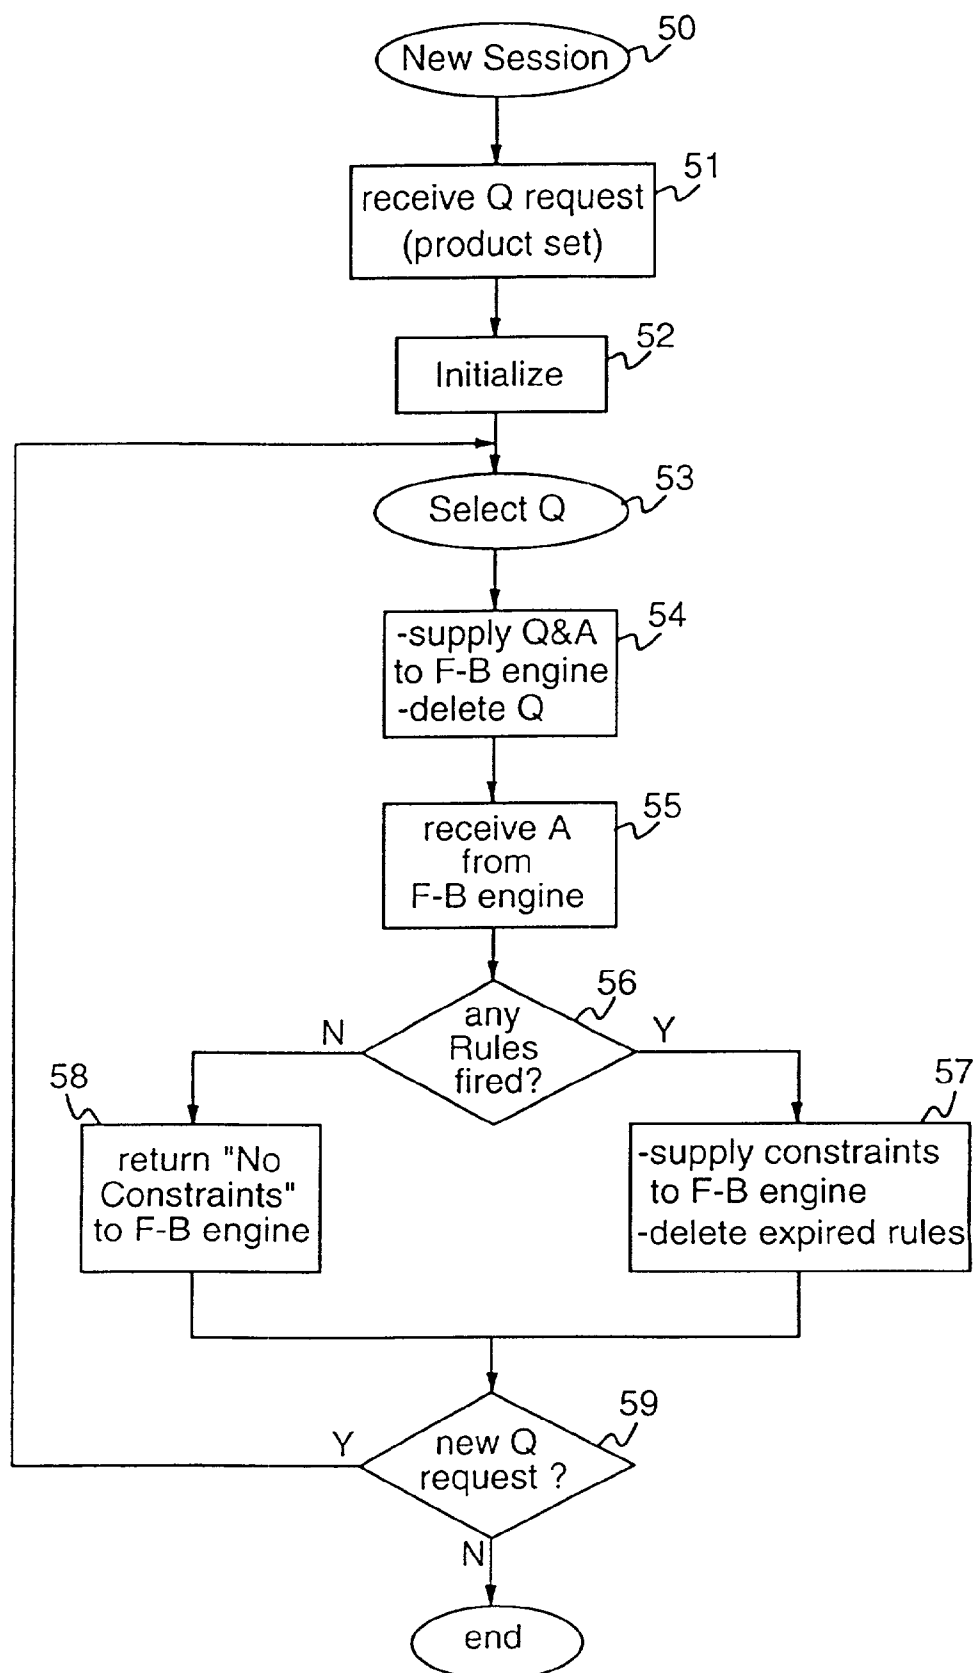 50
New Session
51
receive Q request
(product set)
52
Initialize
53
Select Q
54
-supply Q&A
to F-B engine
-delete Q
55
receive A
from
F-B engine
56
any
Rules
fired?
N
Y
58
return "No
Constraints"
to F-B engine
57
-supply constraints
to F-B engine
-delete expired rules
59
new Q
request ?
Y
N
end